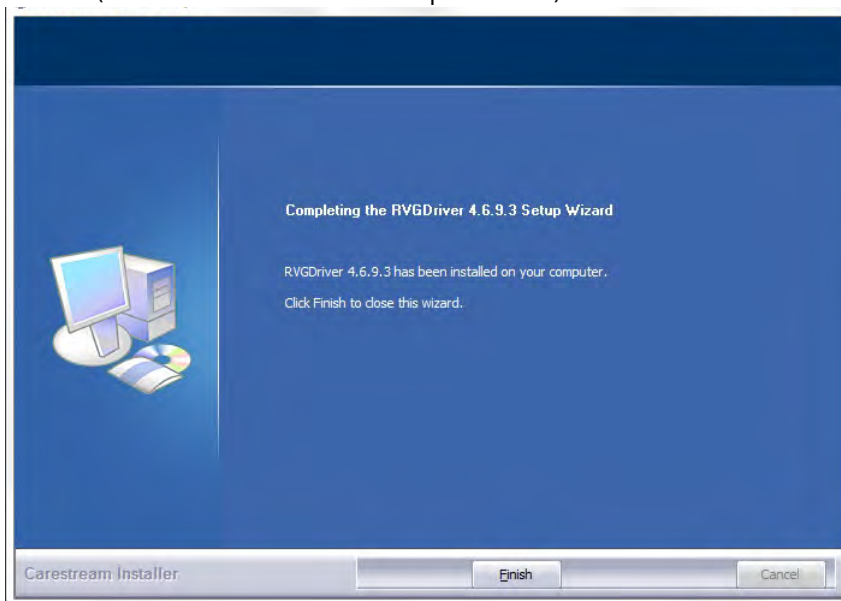 Completing the RVGDriver 4.6.9.3 Setup Wizard
RVGDriver 4.6.9.3 has been installed on your computer.
Click Finish to close this wizard.
Carestream Installer
Finish
Cancel